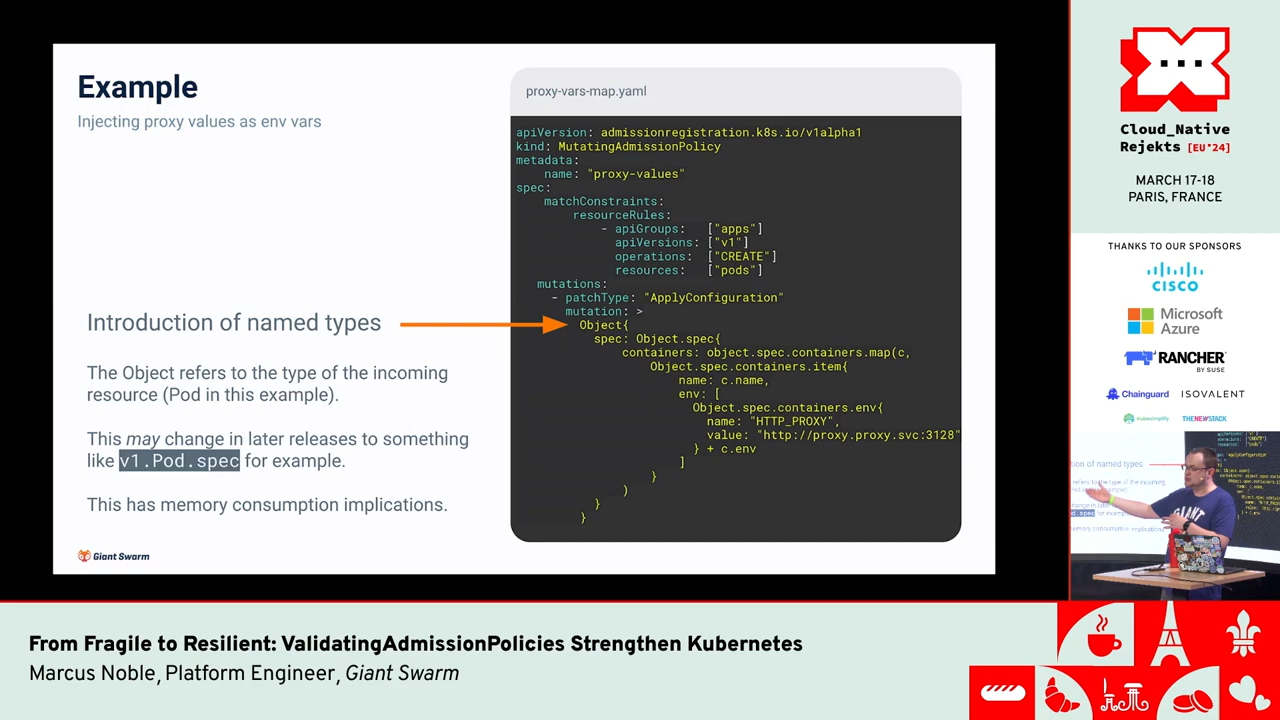 Example
Injecting proxy values as env vars
Introduction of named types
The Object refers to the type of the incoming
resource (Pod in this example).
This may change in later releases to something
like v1.Pod.spec for example.
This has memory consumption implications.
Giant Swarm
proxy-vars-map.yaml
apiVersion: admissionregistration.k8s.io/v1alpha1
kind: MutatingAdmissionPolicy
metadata:
name: "proxy-values"
spec:
matchConstraints:
resourceRules:
- apiGroups: ["apps"]
apiVersions: ["v1"]
operations: ["CREATE"]
resources: ["pods"]
mutations:
- patchType: "ApplyConfiguration"
mutation: >
Object{
spec: Object.spec{
containers: object.spec.containers.map(c,
Object.spec.containers.item{
name: c.name,
env: [
Object.spec.containers.env{
name: "HTTP_PROXY",
value: "http://proxy.proxy.svc:3128"
} + c.env
]
}
)
}
}
Cloud_Native
Rejekts [EU'24]
MARCH 17-18
PARIS, FRANCE
THANKS TO OUR SPONSORS
CISCO
Microsoft
Azure
RANCHER
BY SUSE
Chainguard ISOVALENT
kubesimplify THENEWSTACK
From Fragile to Resilient: ValidatingAdmissionPolicies Strengthen Kubernetes
Marcus Noble, Platform Engineer, Giant Swarm